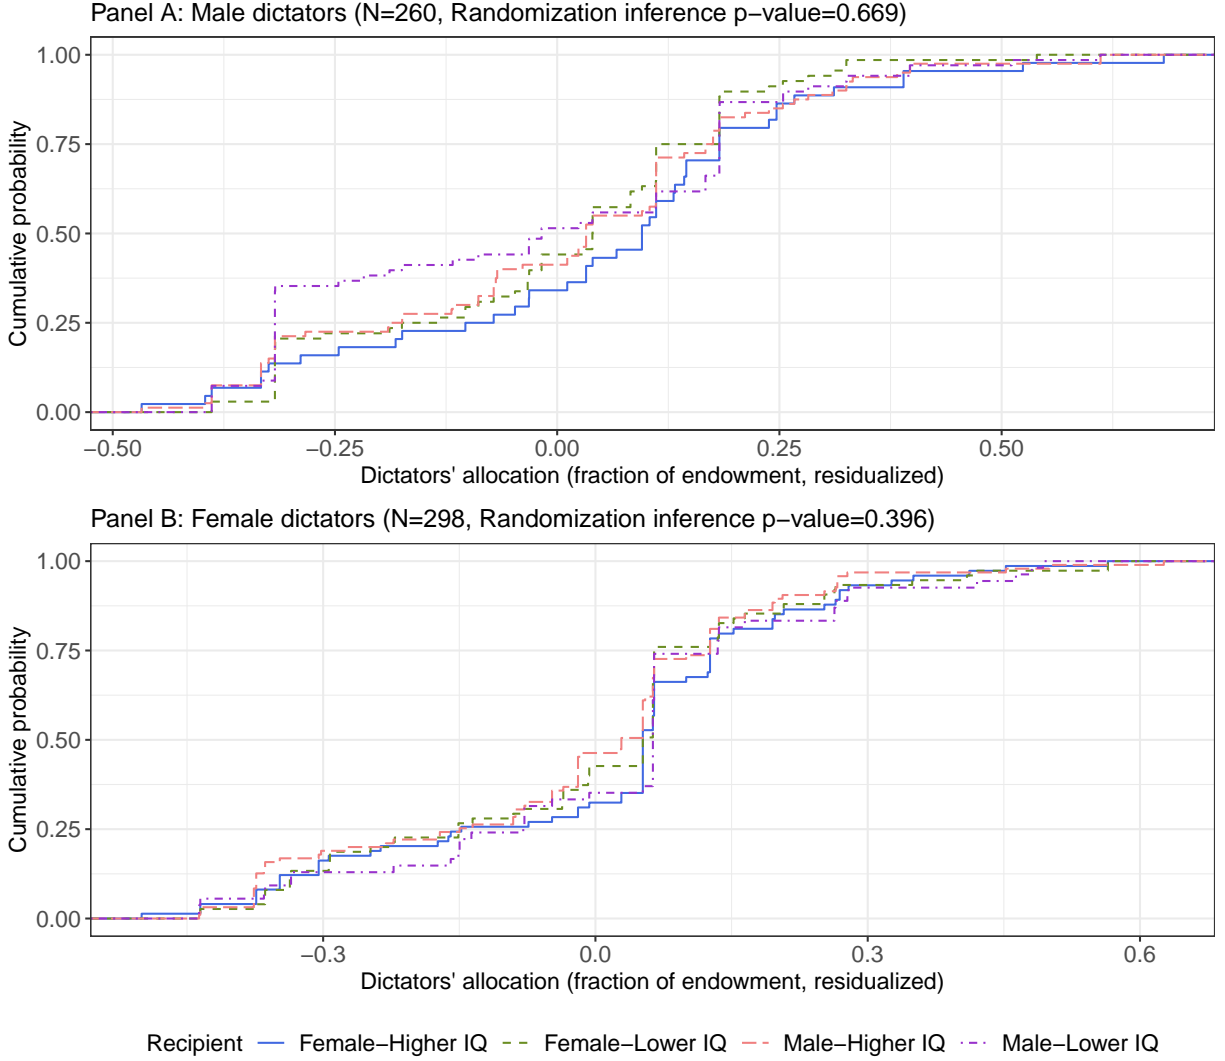 Panel A: Male dictators (N=260, Randomization inference p−value=0.669)
1.00
0.75
0.50
0.25
0.00
Cumulative probability
−0.50 −0.25 0.00 0.25 0.50
Dictators' allocation (fraction of endowment, residualized)
Panel B: Female dictators (N=298, Randomization inference p−value=0.396)
1.00
0.75
0.50
0.25
0.00
Cumulative probability
−0.3 0.0 0.3 0.6
Dictators' allocation (fraction of endowment, residualized)
Recipient Female−Higher IQ Female−Lower IQ Male−Higher IQ Male−Lower IQ